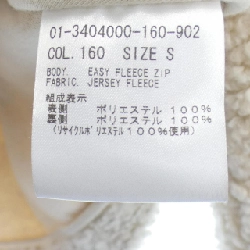 01-3404000-160-902
COL. 160 SIZE S
BODY. EASY FLEECE ZIP
FABRIC. JERSEY FLEECE
組成表示
表側 ポリエステル 100%
裏側 ポリエステル 100%
(リサイクルポリエステル100%使用)